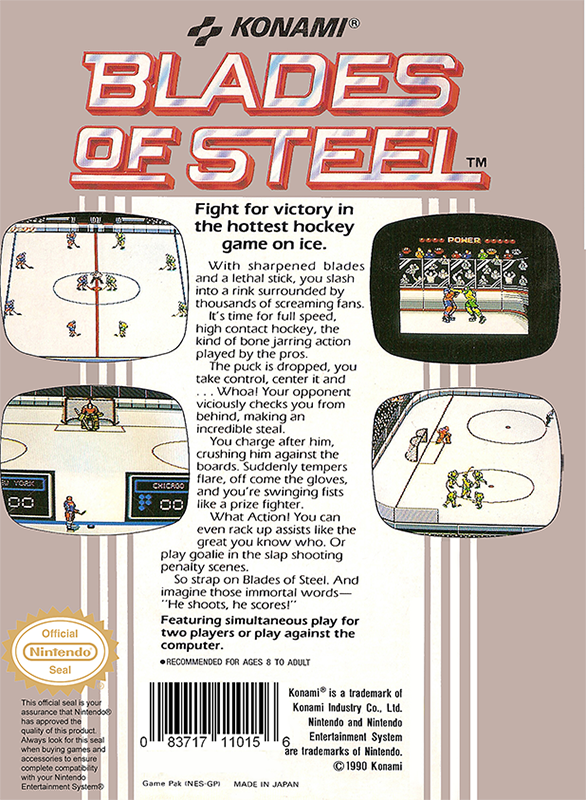 KONAMI®
BLADES
OF STEEL™
Fight for victory in
the hottest hockey
game on ice.
With sharpened blades
and a lethal stick, you slash
into a rink surrounded by
thousands of screaming fans.
It's time for full speed,
high contact hockey, the
kind of bone jarring action
played by the pros.
The puck is dropped, you
take control, center it and
. . . Whoa! Your opponent
viciously checks you from
behind, making an
incredible steal.
You charge after him,
crushing him against the
boards. Suddenly tempers
flare, off come the gloves,
and you're swinging fists
like a prize fighter.
What Action! You can
even rack up assists like the
great you know who. Or
play goalie in the slap shooting
penalty scenes.
So strap on Blades of Steel. And
imagine those immortal words—
"He shoots, he scores!"
Featuring simultaneous play for
two players or play against the
computer.
●RECOMMENDED FOR AGES 8 TO ADULT
POWER
YORK
00
CHICAGO
00
Official
Nintendo®
Seal
This official seal is your
assurance that Nintendo®
has approved the
quality of this product.
Always look for this seal
when buying games and
accessories to ensure
complete compatibility
with your Nintendo
Entertainment System®
0 83717 11015 6
Game Pak (NES-GP) MADE IN JAPAN
Konami® is a trademark of
Konami Industry Co., Ltd.
Nintendo and Nintendo
Entertainment System
are trademarks of Nintendo.
© 1990 Konami